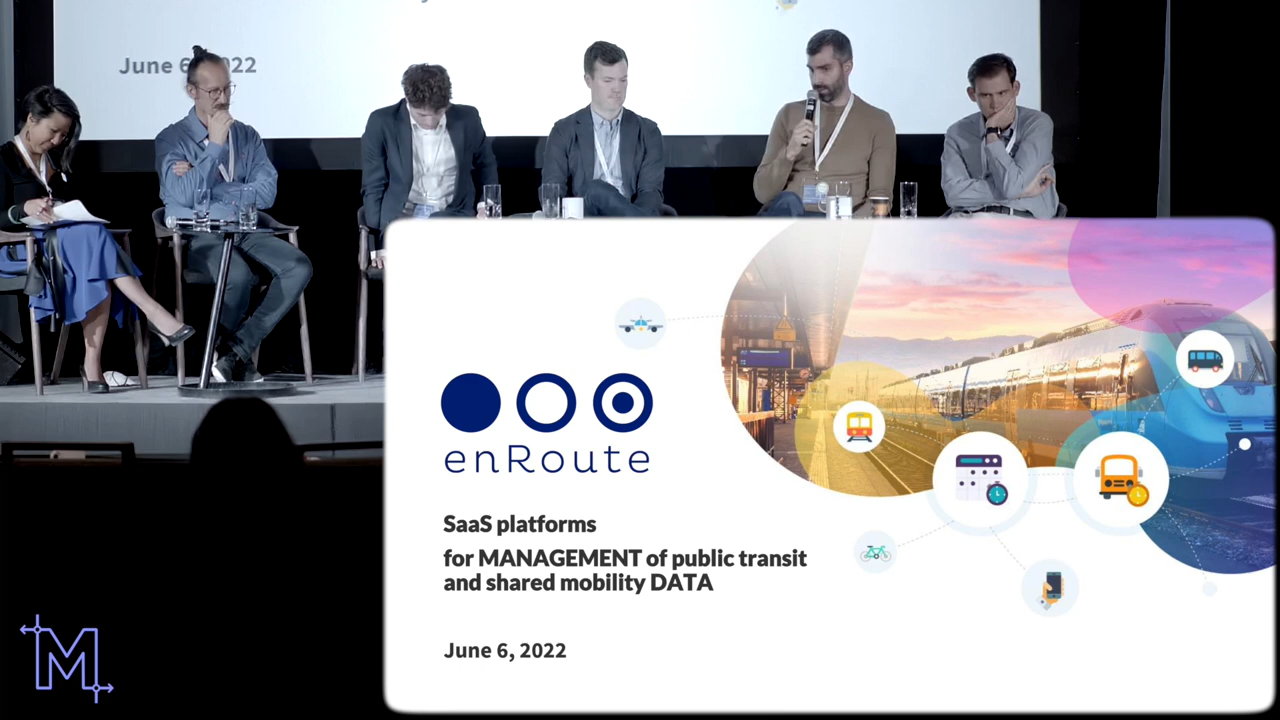 June 6, 2022
enRoute
SaaS platforms
for MANAGEMENT of public transit
and shared mobility DATA
June 6, 2022
M